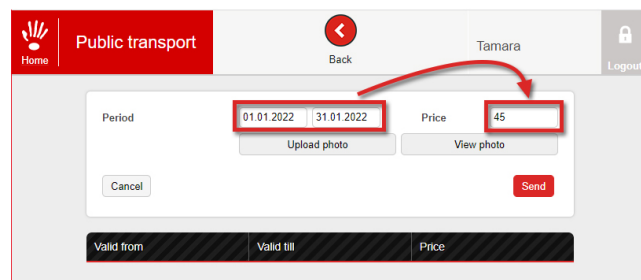 Home
Public transport
Back
Tamara
Logout
Period 01.01.2022 31.01.2022 Price 45
Upload photo View photo
Cancel Send
Valid from Valid till Price